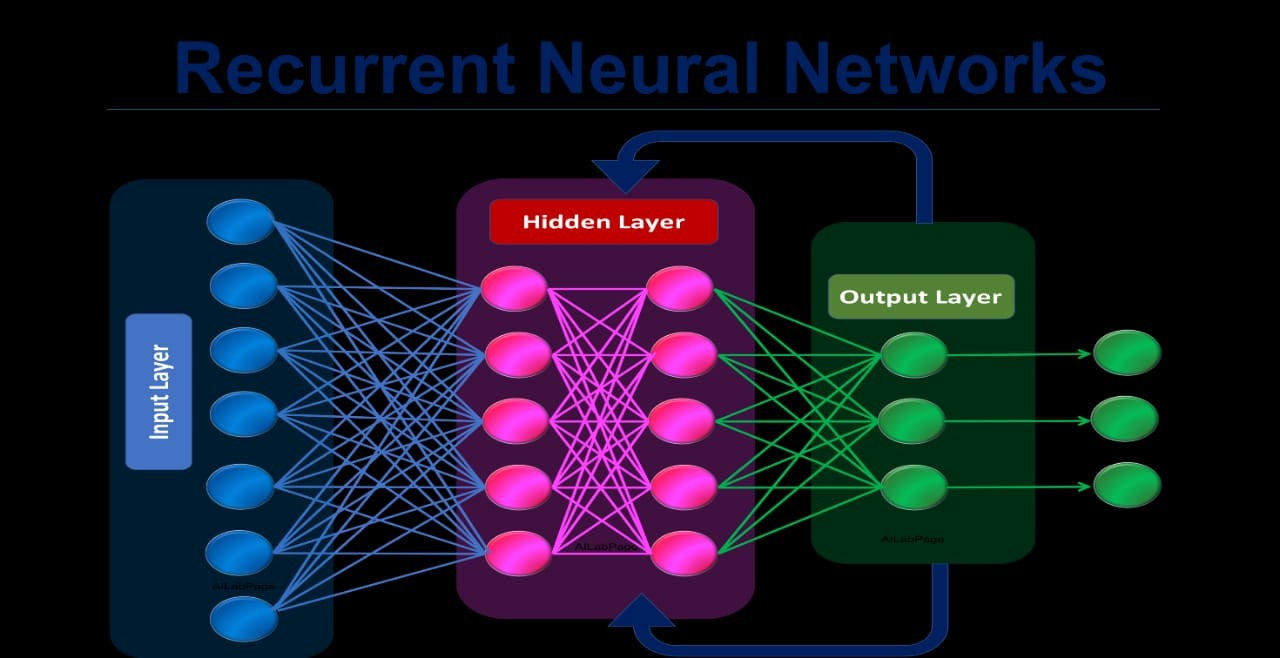 Recurrent Neural Networks
Input Layer
Hidden Layer
Output Layer
AILabPage
AILabPage
AILabPage